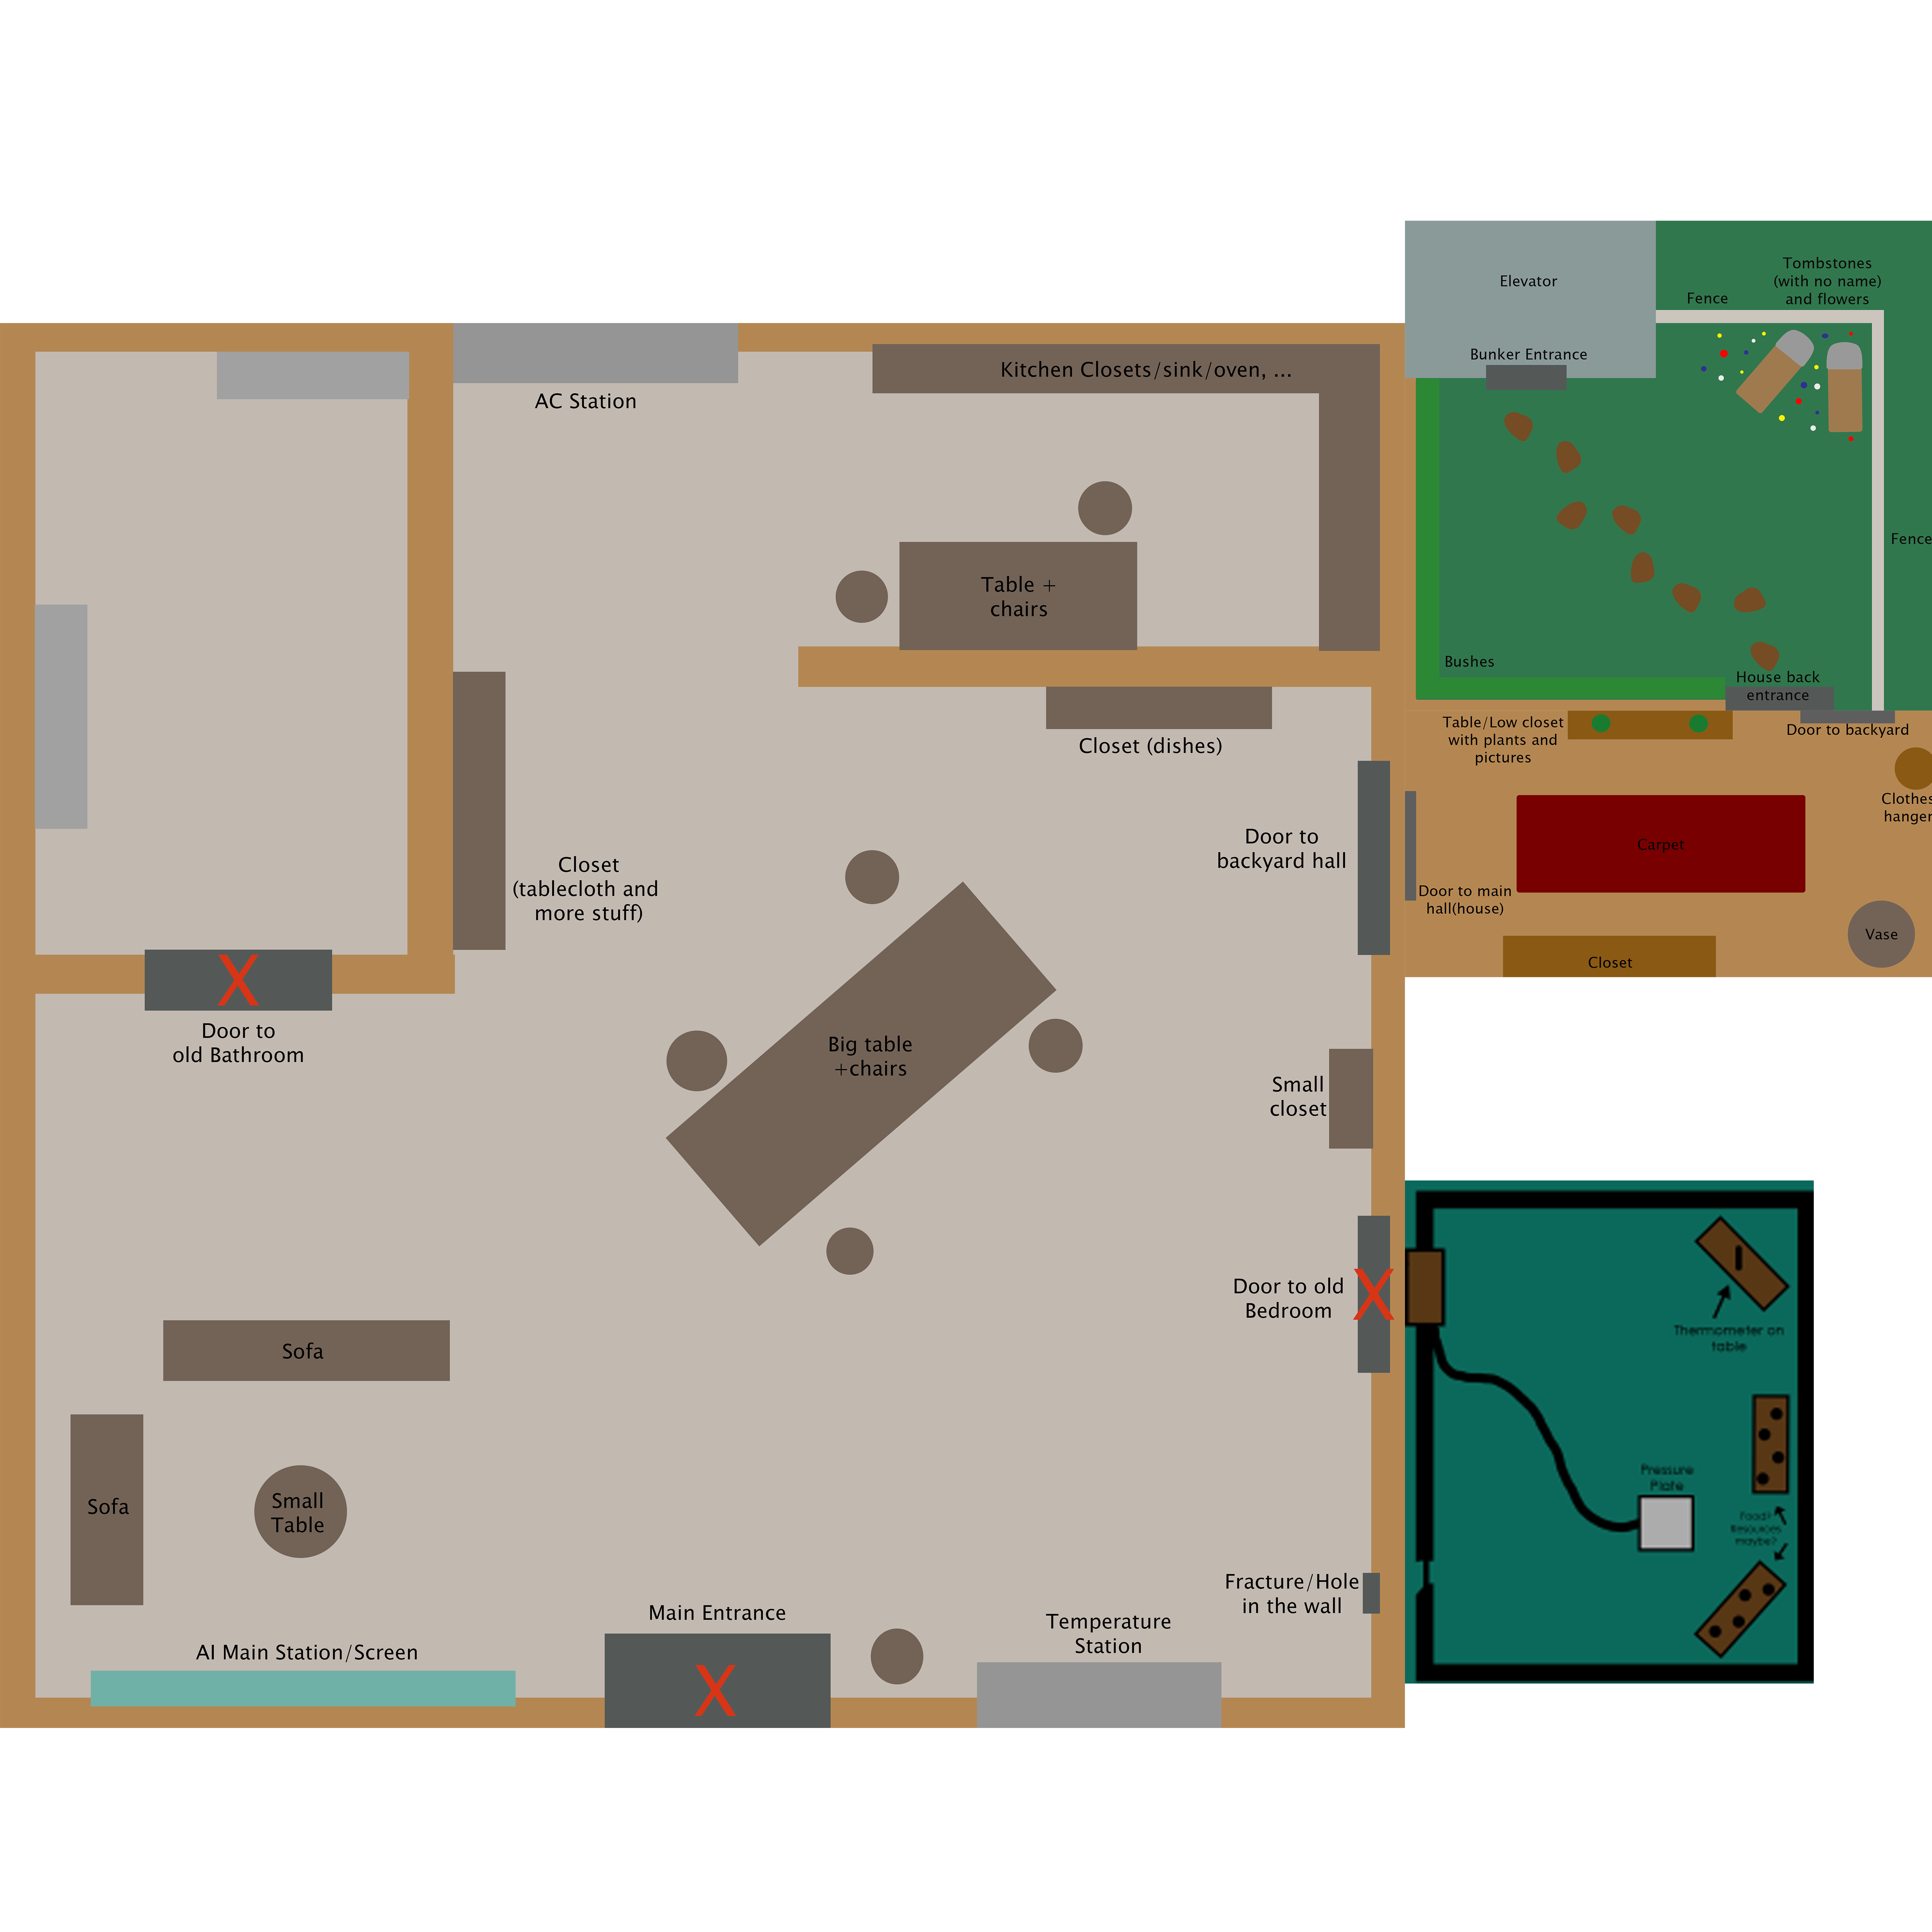 Elevator
Fence
Tombstones
(with no name)
and flowers
Bunker Entrance
Kitchen Closets/sink/oven, ...
AC Station
Table +
chairs
Fence
Bushes
House back
entrance
Closet (dishes)
Table/Low closet
with plants and
pictures
Door to backyard
Clothes
hanger
Door to
backyard hall
Carpet
Closet
(tablecloth and
more stuff)
Door to main
hall(house)
Vase
Closet
X
Door to
old Bathroom
Big table
+chairs
Small
closet
Door to old
Bedroom
X
Thermometer on
table
Sofa
Sofa
Small
Table
Pressure
Plate
Food?
Resources
maybe?
Fracture/Hole
in the wall
Main Entrance
Temperature
Station
AI Main Station/Screen
X